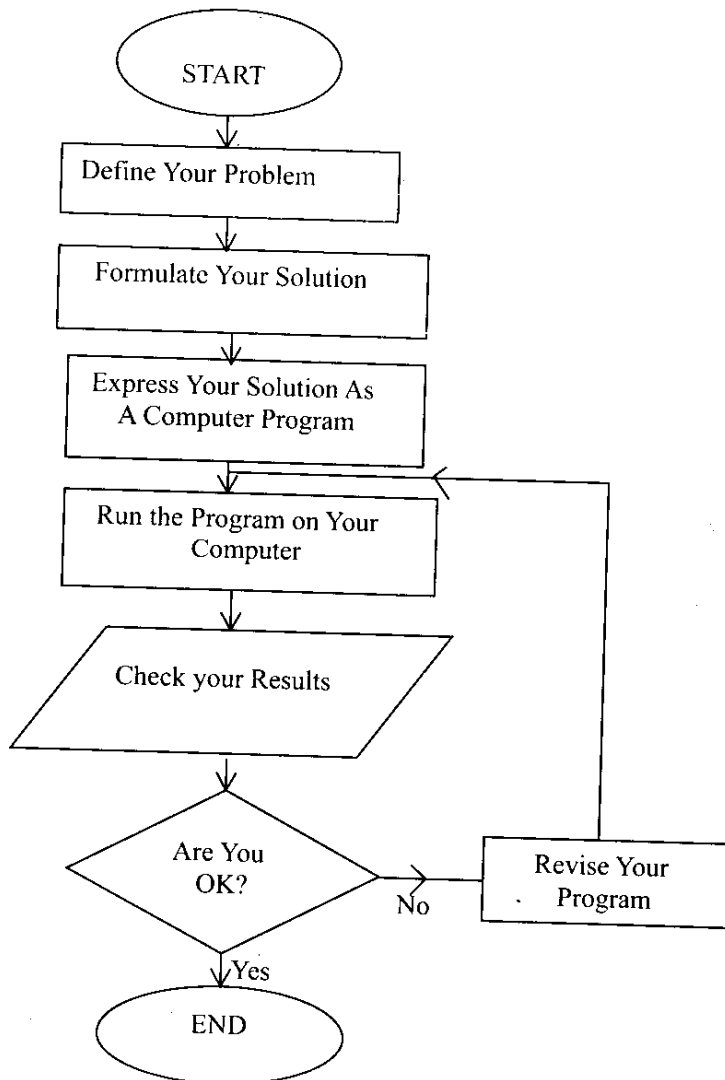 START
Define Your Problem
Formulate Your Solution
Express Your Solution As
A Computer Program
Run the Program on Your
Computer
Check your Results
Are You
OK?
No
Revise Your
Program
Yes
END